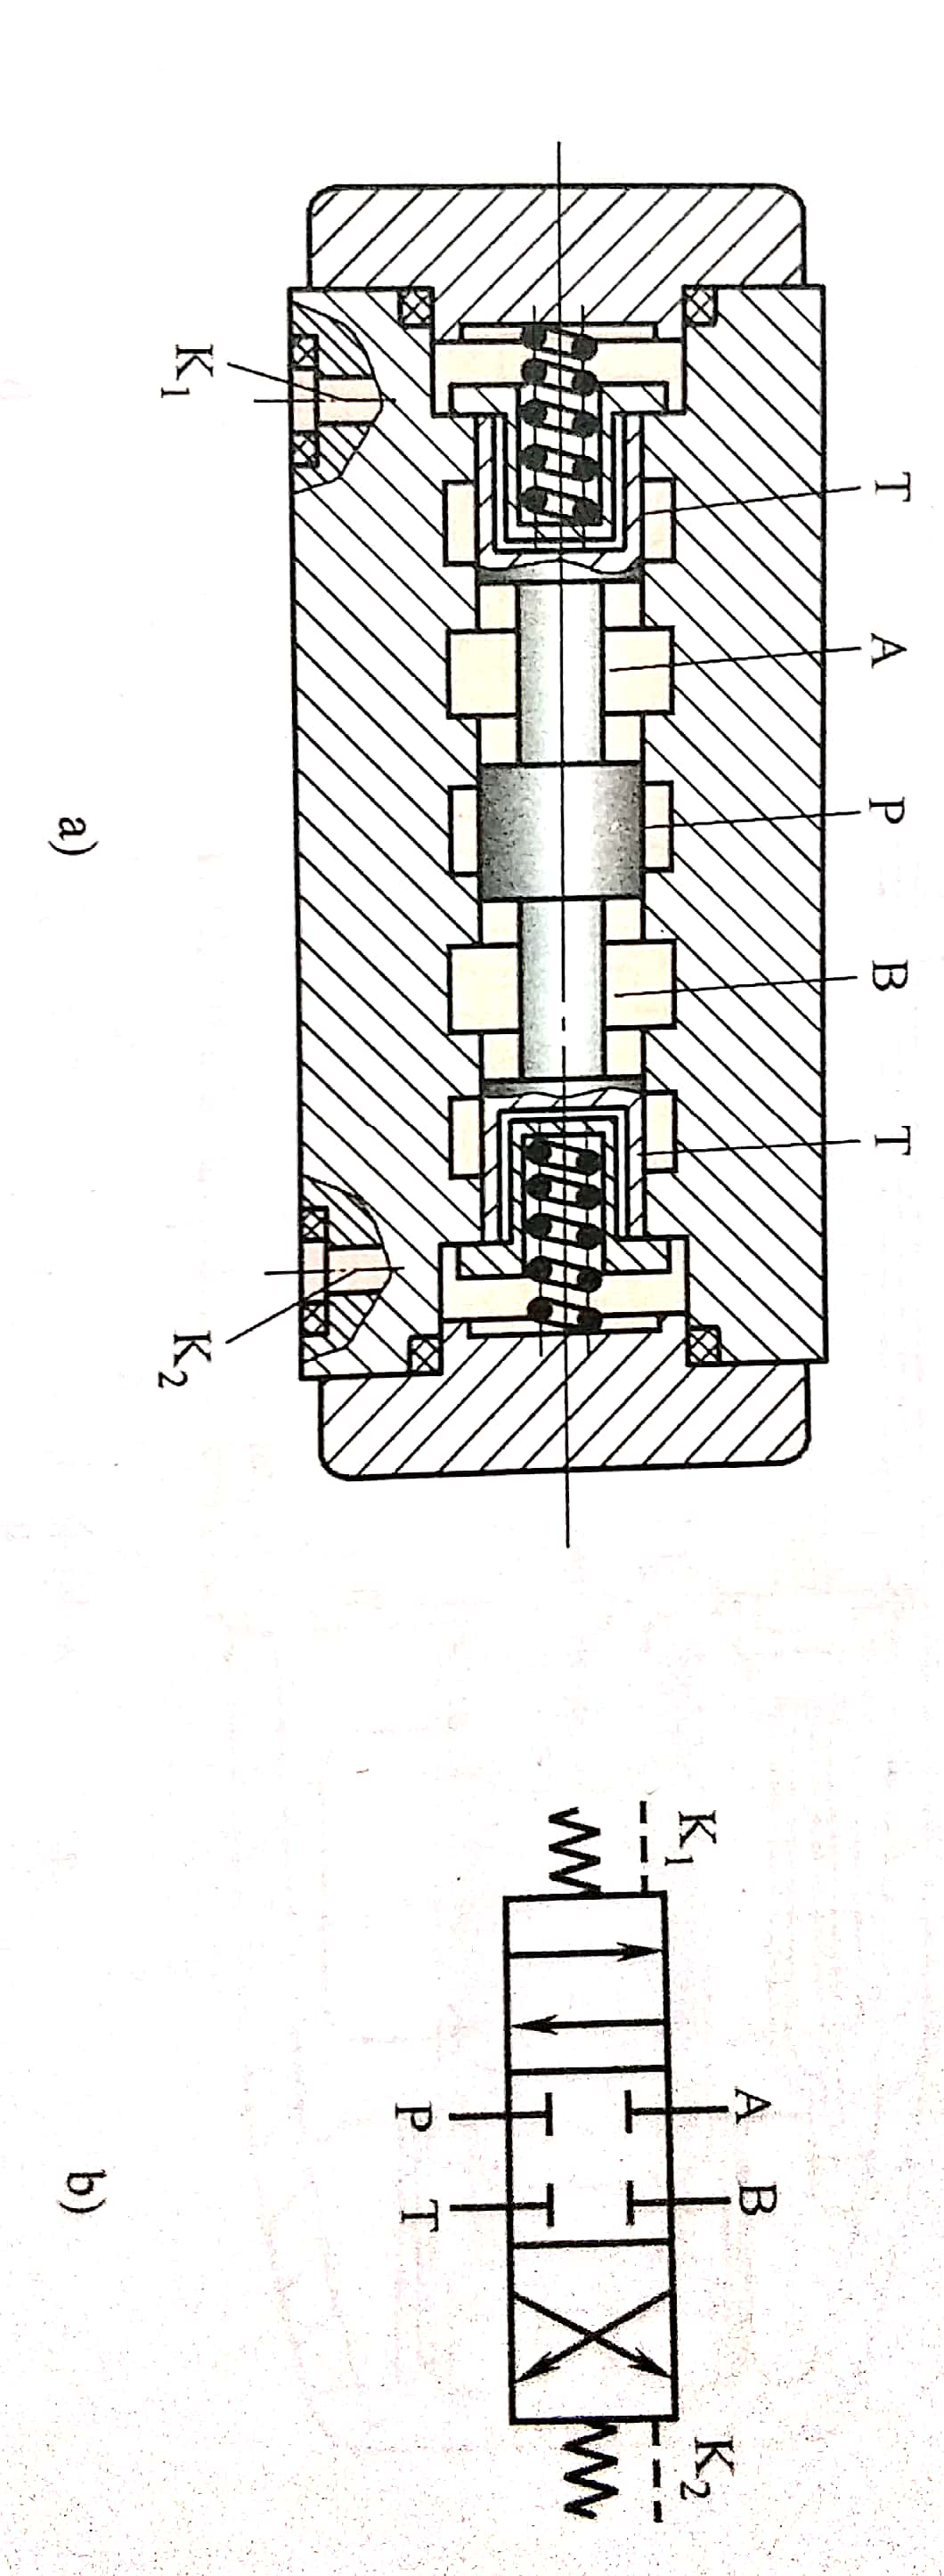 T A P B T
K₁ K₂
a)
K₁ A B K₂
P T
b)